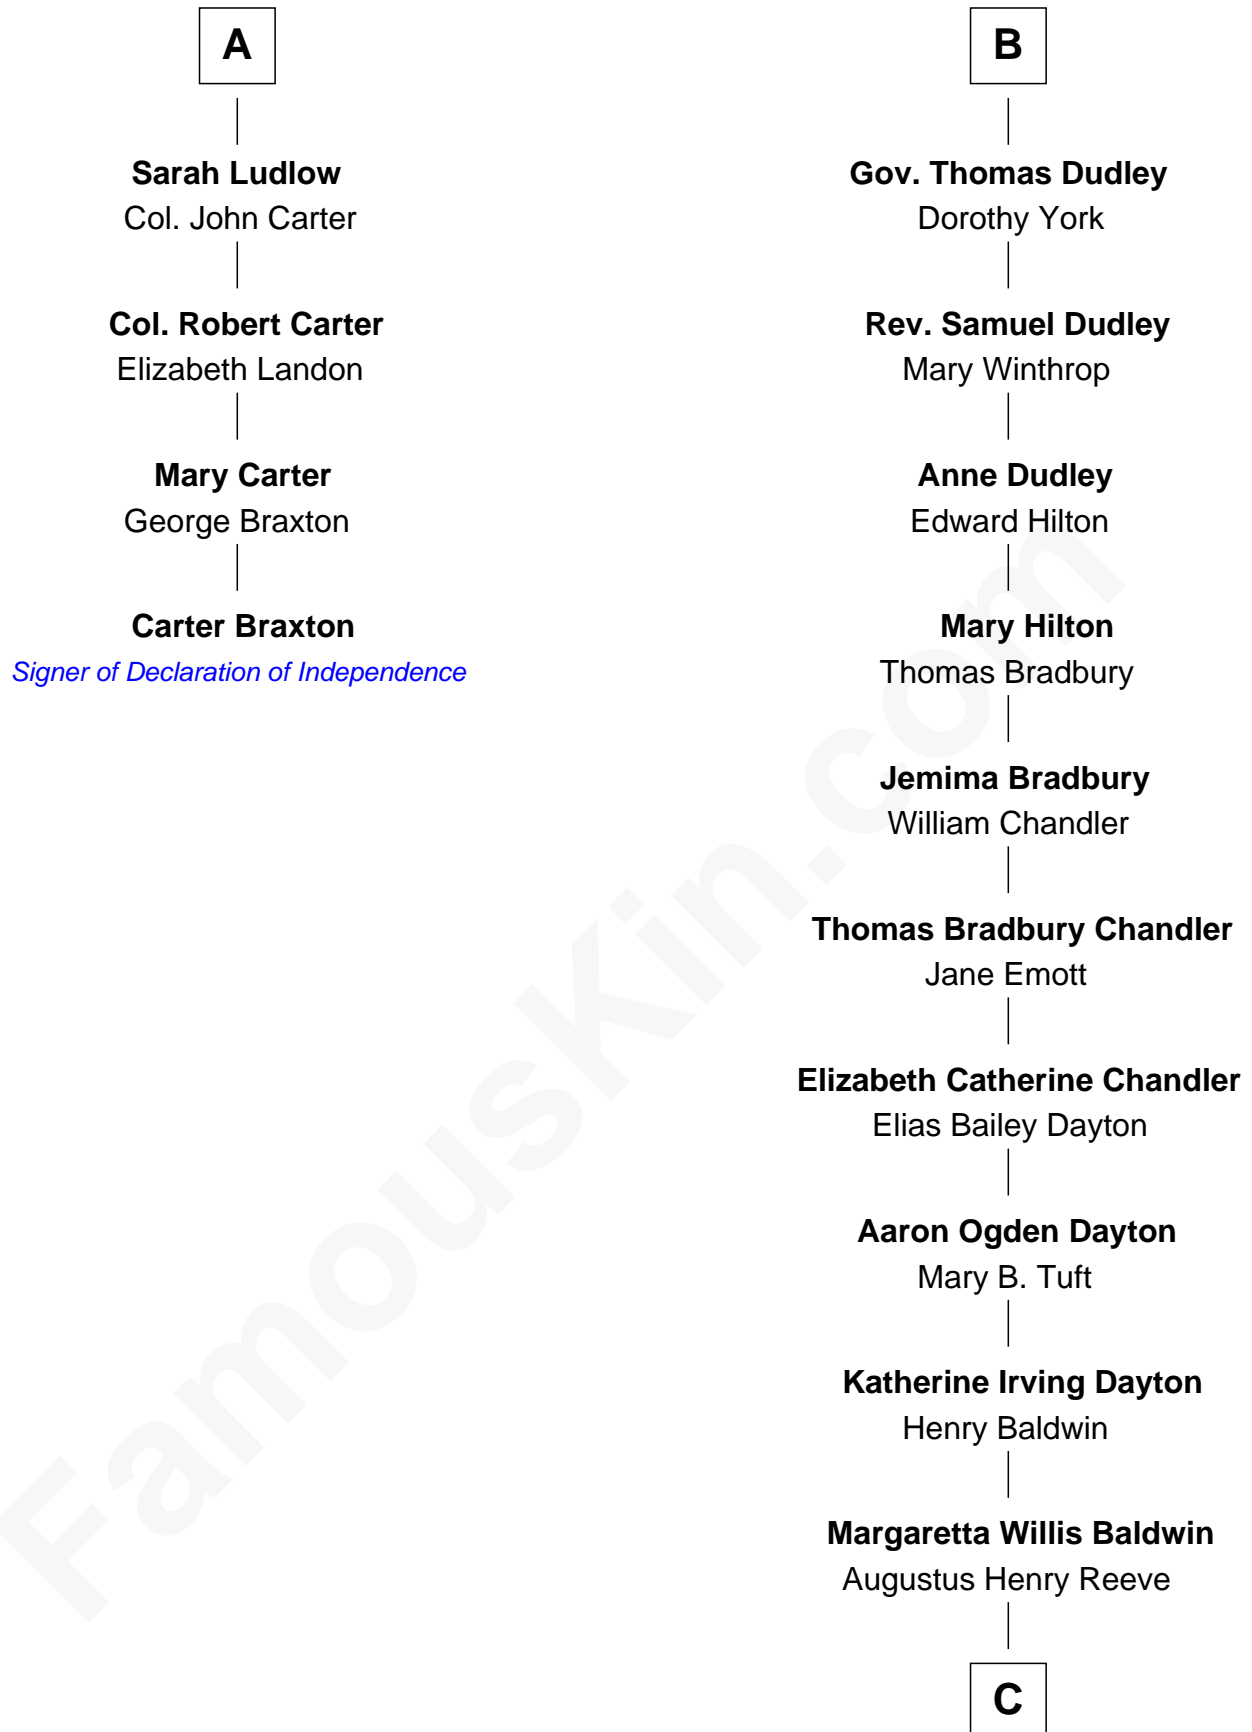 A
Sarah Ludlow
Col. John Carter
Col. Robert Carter
Elizabeth Landon
Mary Carter
George Braxton
Carter Braxton
Signer of Declaration of Independence
B
Gov. Thomas Dudley
Dorothy York
Rev. Samuel Dudley
Mary Winthrop
Anne Dudley
Edward Hilton
Mary Hilton
Thomas Bradbury
Jemima Bradbury
William Chandler
Thomas Bradbury Chandler
Jane Emott
Elizabeth Catherine Chandler
Elias Bailey Dayton
Aaron Ogden Dayton
Mary B. Tuft
Katherine Irving Dayton
Henry Baldwin
Margaretta Willis Baldwin
Augustus Henry Reeve
C
FamousKin.com